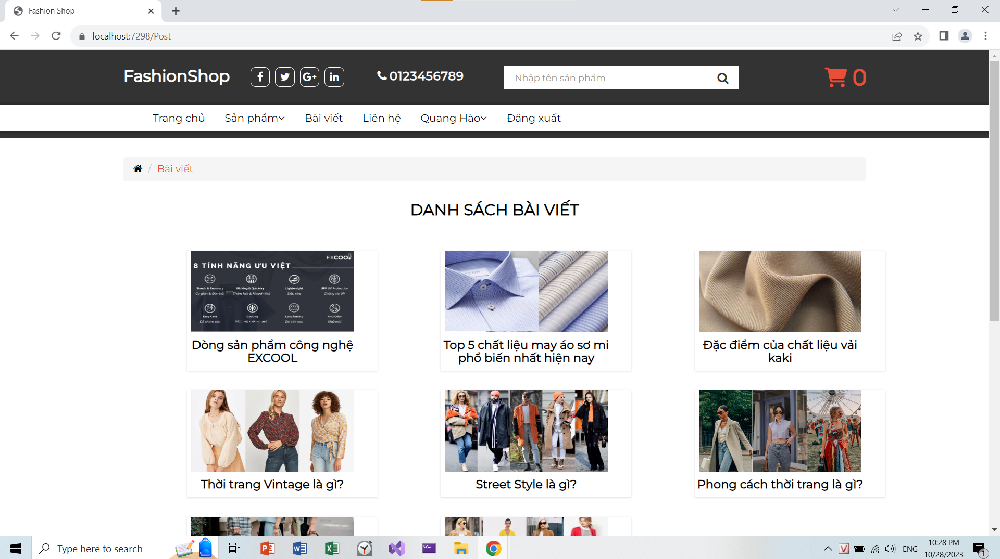 Fashion Shop
localhost:7298/Post
FashionShop
0123456789
Nhập tên sản phẩm
0
Trang chủ Sản phẩm Bài viết Liên hệ Quang Hào Đăng xuất
/ Bài viết
DANH SÁCH BÀI VIẾT
EXCOOL
8 TÍNH NĂNG ƯU VIỆT
Strech & Recovery Wicking & Quickdry Lightweight UPF UV Protection
Co giãn & Đàn hồi Thấm hút & Nhanh khô Siêu nhẹ Chống tia UV
Easy Care Cooling Long lasting Anti Odor
Dễ chăm sóc Mát mẻ, mềm mượt Độ bền cao Khử mùi
Dòng sản phẩm công nghệ
EXCOOL
Top 5 chất liệu may áo sơ mi
phổ biến nhất hiện nay
Đặc điểm của chất liệu vải
kaki
Thời trang Vintage là gì?
Street Style là gì?
Phong cách thời trang là gì?
Type here to search
ENG
10:28 PM
10/28/2023
1